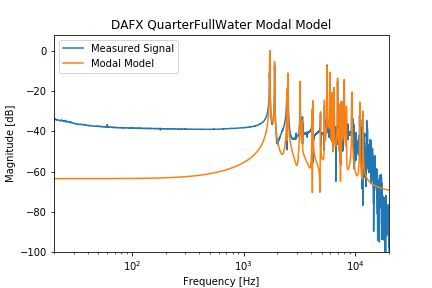 DAFX QuarterFullWater Modal Model
Measured Signal
Modal Model
0
−20
−40
−60
−80
−100
Magnitude [dB]
10²
10³
10⁴
Frequency [Hz]